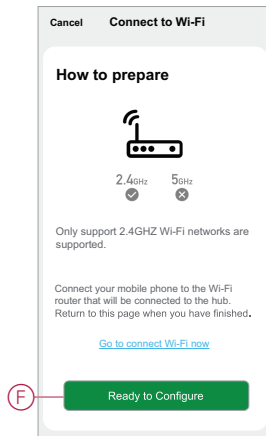 Cancel Connect to Wi-Fi
How to prepare
2.4GHz 5GHz
Only support 2.4GHZ Wi-Fi networks are
supported.
Connect your mobile phone to the Wi-Fi
router that will be connected to the hub.
Return to this page when you have finished.
Go to connect Wi-Fi now
F Ready to Configure